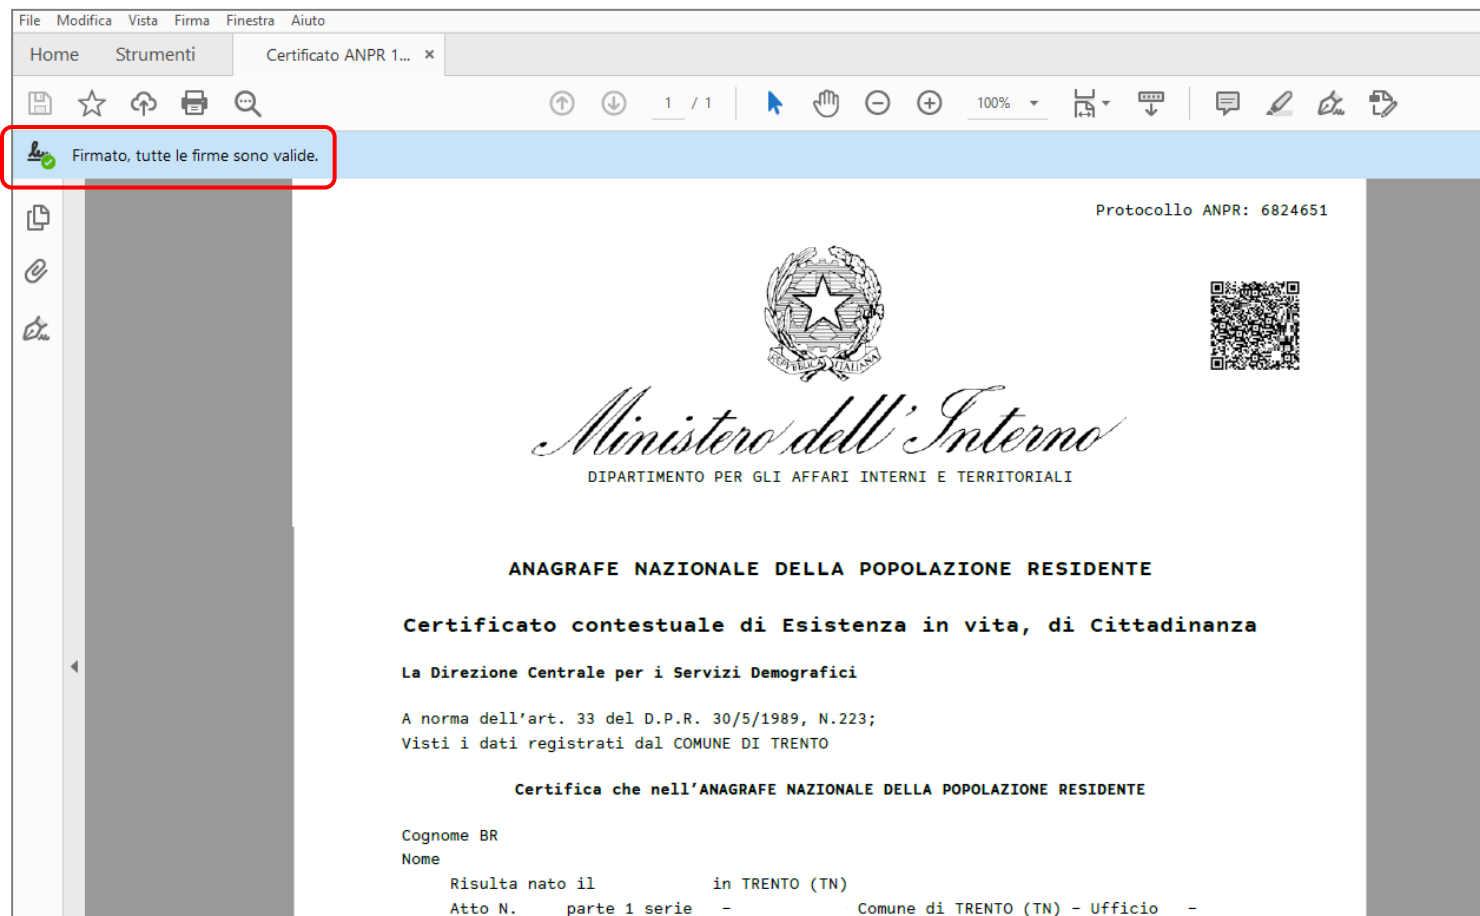 File Modifica Vista Firma Finestra Aiuto
Home Strumenti Certificato ANPR 1... ×
1 / 1 100%
Firmato, tutte le firme sono valide.
Protocollo ANPR: 6824651
REPVBBLICA ITALIANA
Ministero dell'Interno
DIPARTIMENTO PER GLI AFFARI INTERNI E TERRITORIALI
ANAGRAFE NAZIONALE DELLA POPOLAZIONE RESIDENTE
Certificato contestuale di Esistenza in vita, di Cittadinanza
La Direzione Centrale per i Servizi Demografici
A norma dell'art. 33 del D.P.R. 30/5/1989, N.223;
Visti i dati registrati dal COMUNE DI TRENTO
Certifica che nell'ANAGRAFE NAZIONALE DELLA POPOLAZIONE RESIDENTE
Cognome BR
Nome
Risulta nato il in TRENTO (TN)
Atto N. parte 1 serie - Comune di TRENTO (TN) - Ufficio -